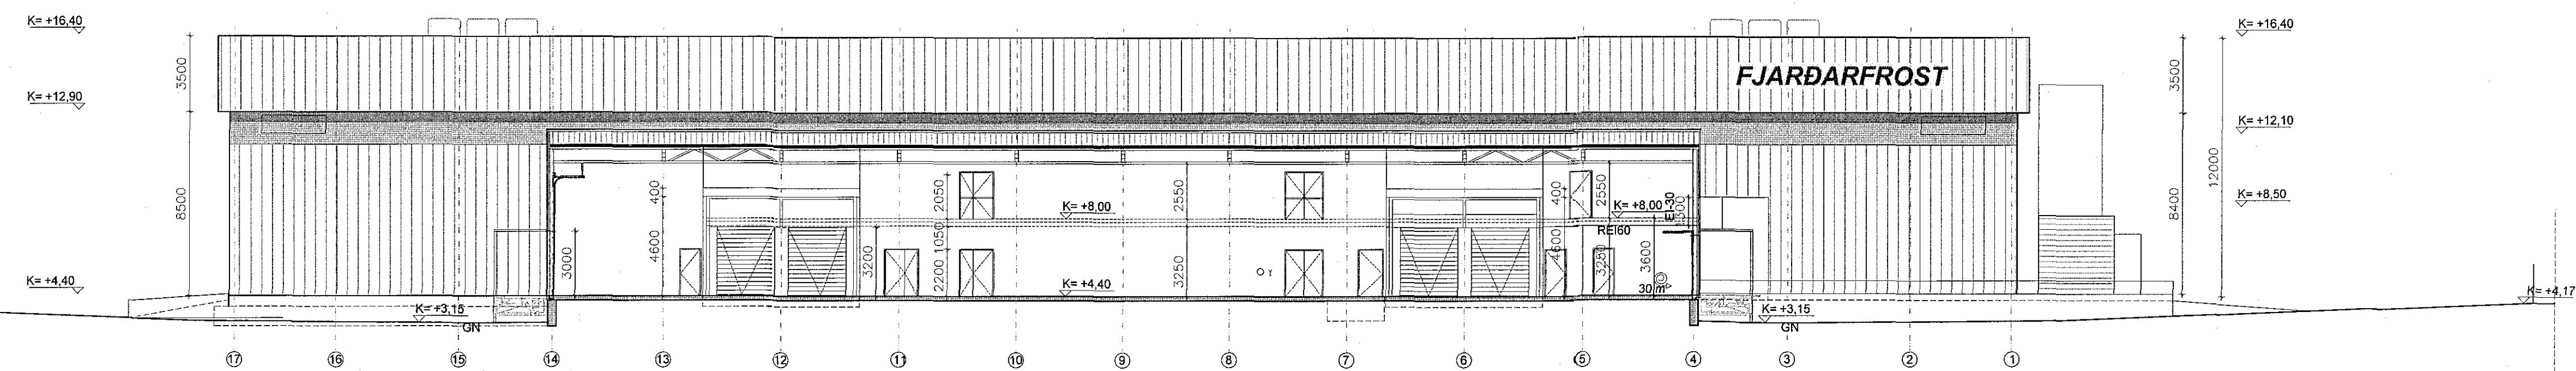 K= +16,40
K= +16,40
3500
FJARÐARFROST
3500
K= +12,90
K= +12,10
12000
8500
400
2050
2550
400
2550
EI-30
8400
K= +8,50
K= +8,00
K= +8,00
REI60
3000
4600
3200
1050
2200
3250
Y
4600
3250
3600
30 m²
K= +4,40
K= +4,40
K= +4,17
K= +3,15
GN
K= +3,15
GN
17 16 15 14 13 12 11 10 9 8 7 6 5 4 3 2 1